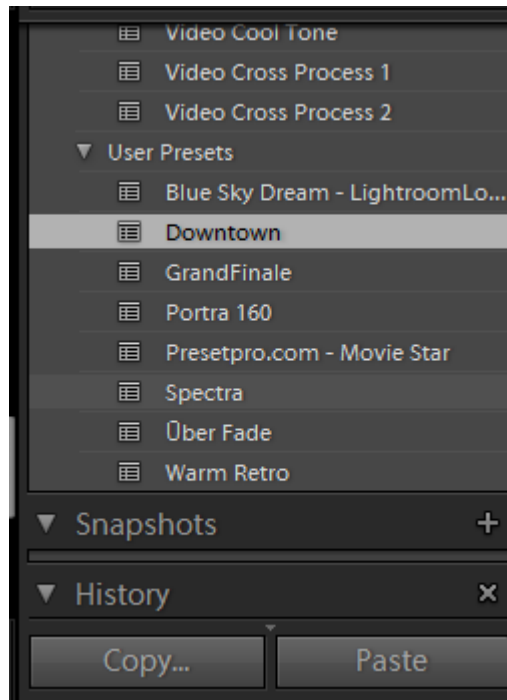 Video Cool Tone
Video Cross Process 1
Video Cross Process 2
User Presets
Blue Sky Dream - LightroomLo...
Downtown
GrandFinale
Portra 160
Presetpro.com - Movie Star
Spectra
Über Fade
Warm Retro
Snapshots
History
Copy... Paste